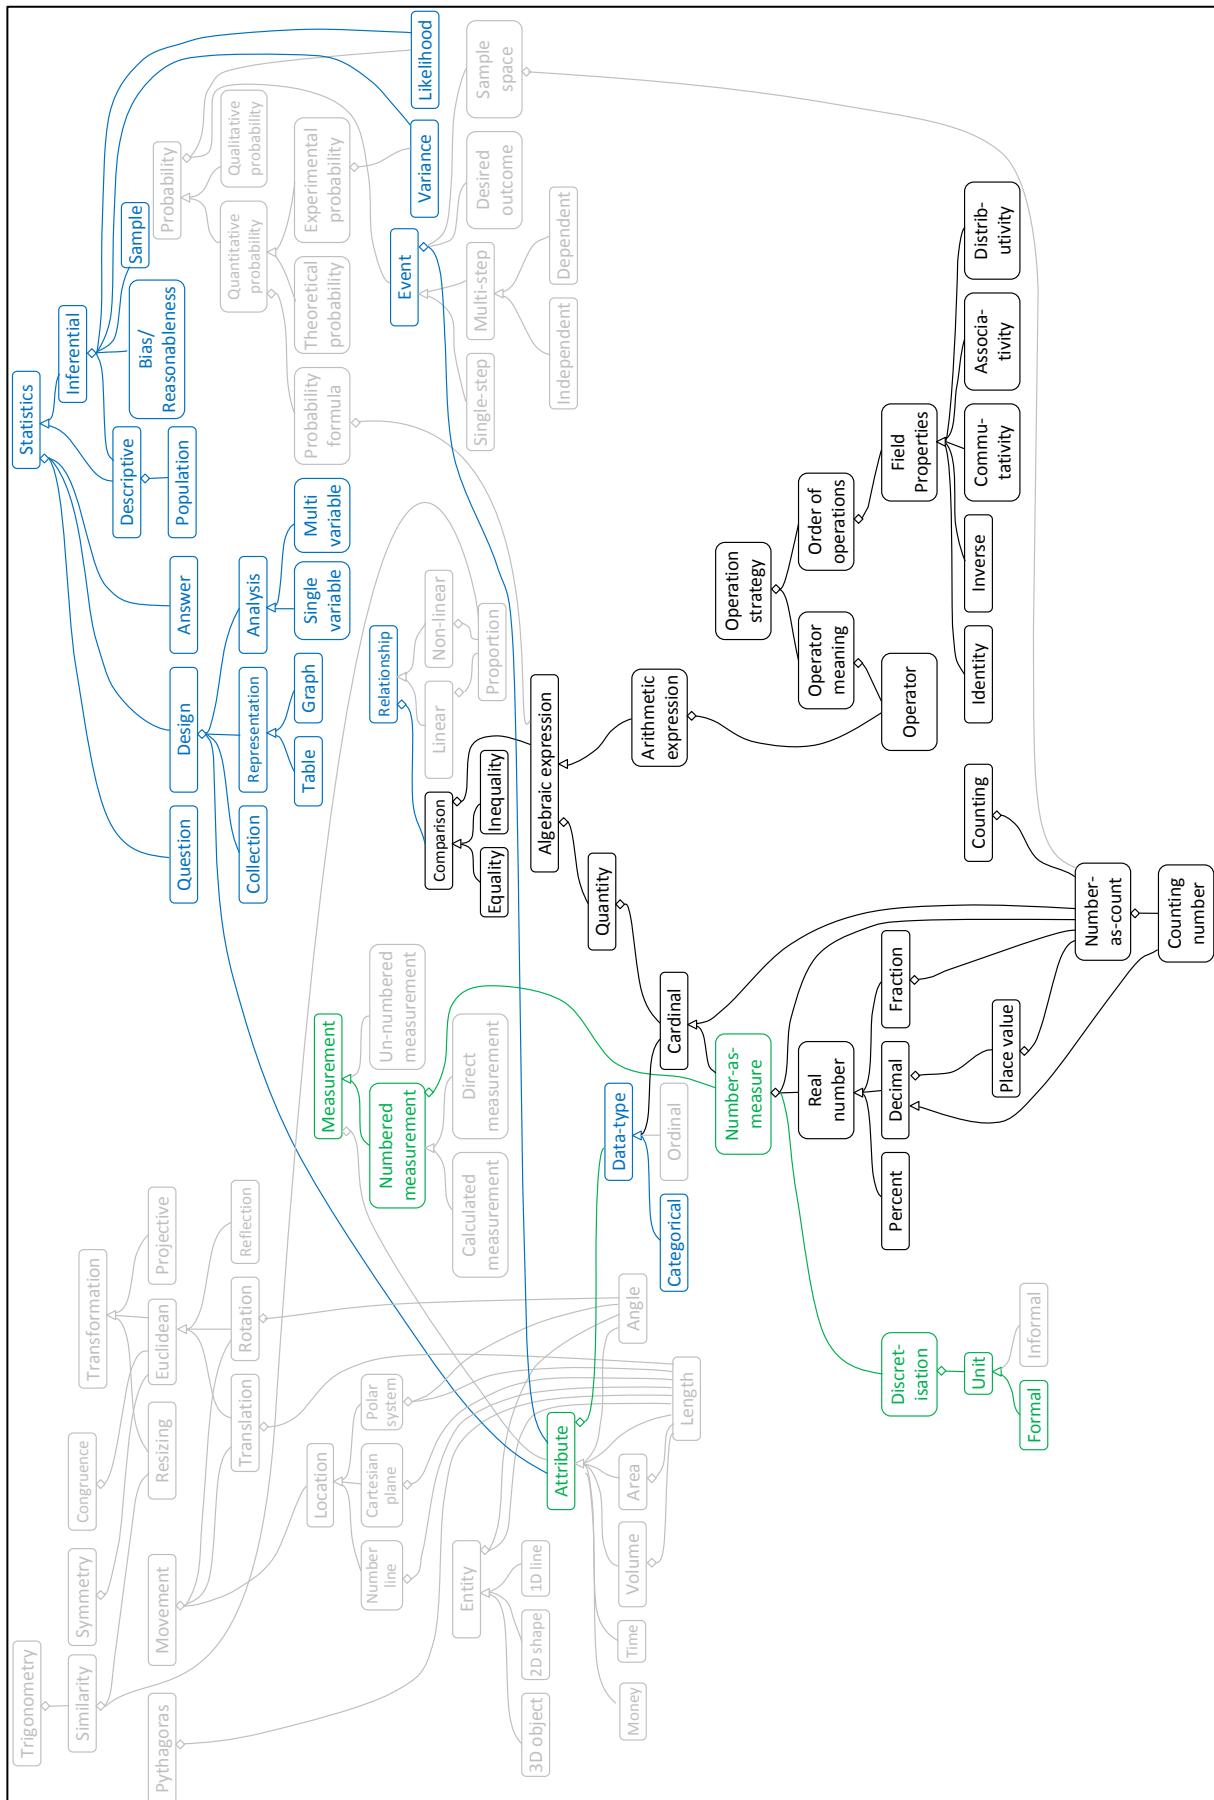 Trigonometry
Similarity
Symmetry
Congruence
Transformation
Pythagoras
Movement
Resizing
Euclidean
Projective
Translation
Rotation
Reflection
Location
Number
line
Cartesian
plane
Polar
system
Entity
3D object
2D shape
1D line
Attribute
Money
Time
Volume
Area
Length
Angle
Measurement
Numbered
measurement
Un-numbered
measurement
Calculated
measurement
Direct
measurement
Data-type
Categorical
Ordinal
Cardinal
Number-as-
measure
Discret-
isation
Unit
Formal
Informal
Real
number
Percent
Decimal
Fraction
Place value
Number-
as-count
Counting
number
Counting
Quantity
Algebraic expression
Arithmetic
expression
Comparison
Equality
Inequality
Relationship
Linear
Non-linear
Proportion
Operation
strategy
Operator
meaning
Order of
operations
Operator
Field
Properties
Identity
Inverse
Commu-
tativity
Associa-
tivity
Distrib-
utivity
Statistics
Question
Design
Answer
Descriptive
Inferential
Population
Bias/
Reasonableness
Sample
Collection
Representation
Analysis
Table
Graph
Single
variable
Multi
variable
Probability
Quantitative
probability
Qualitative
probability
Probability
formula
Theoretical
probability
Experimental
probability
Likelihood
Variance
Event
Single-step
Multi-step
Desired
outcome
Sample
space
Independent
Dependent